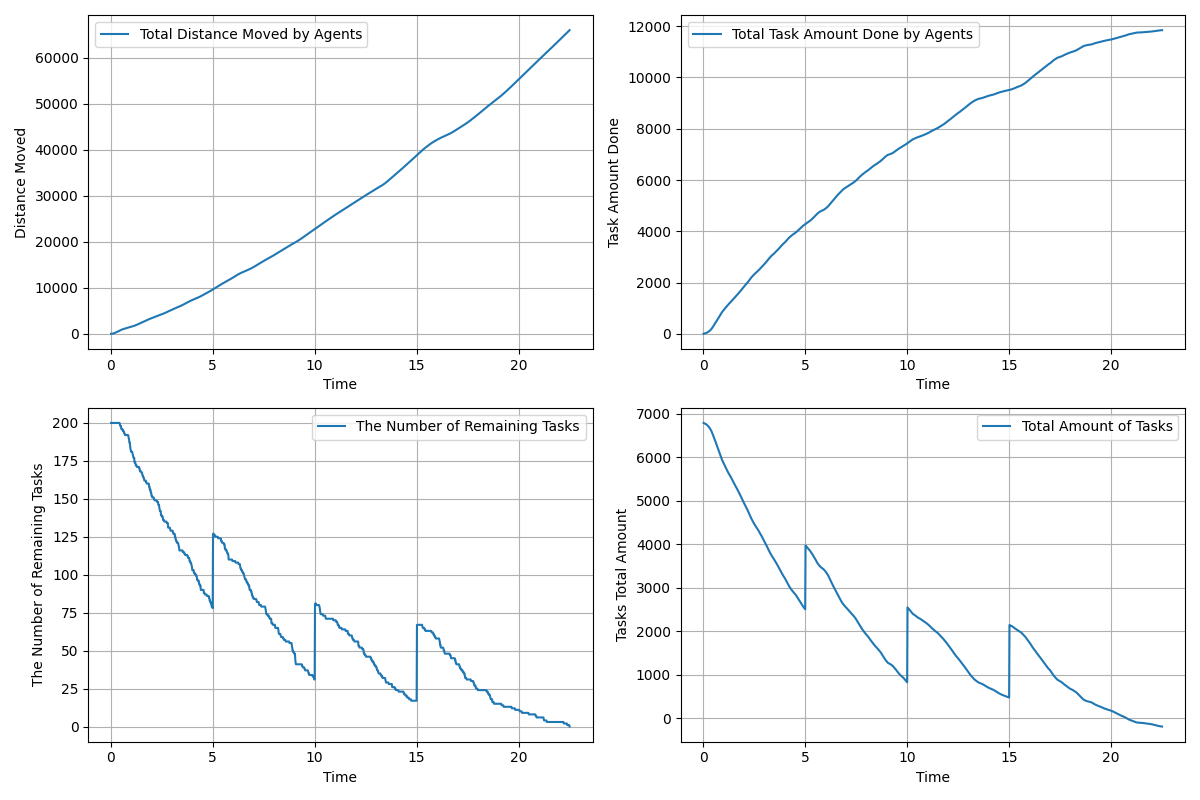 Total Distance Moved by Agents
60000
50000
40000
30000
20000
10000
0
0 5 10 15 20
Distance Moved
Time
Total Task Amount Done by Agents
12000
10000
8000
6000
4000
2000
0
0 5 10 15 20
Task Amount Done
Time
The Number of Remaining Tasks
200
175
150
125
100
75
50
25
0
0 5 10 15 20
The Number of Remaining Tasks
Time
Total Amount of Tasks
7000
6000
5000
4000
3000
2000
1000
0
0 5 10 15 20
Tasks Total Amount
Time